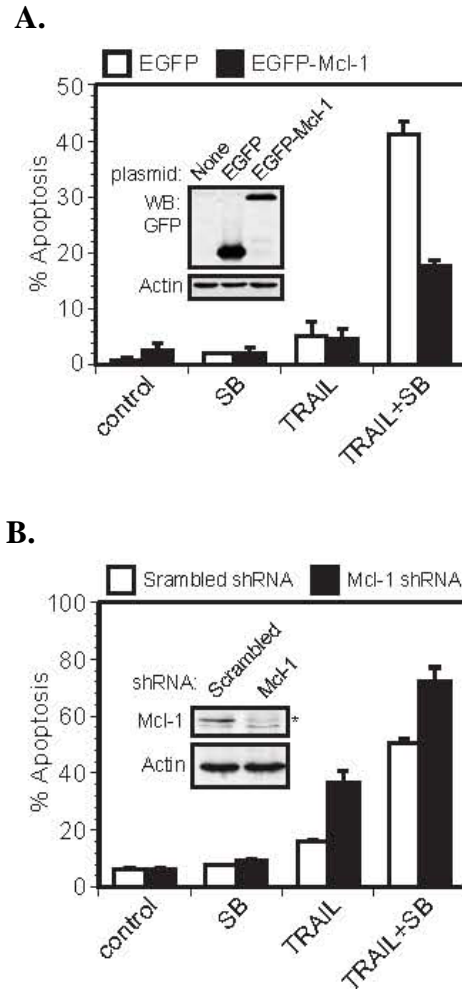 A.
EGFP EGFP-Mcl-1
50
40
30
20
10
0
% Apoptosis
plasmid: None EGFP EGFP-Mcl-1
WB:
GFP
Actin
control SB TRAIL TRAIL+SB
B.
Srambled shRNA Mcl-1 shRNA
100
80
60
40
20
0
% Apoptosis
shRNA: Scrambled Mcl-1
Mcl-1 *
Actin
control SB TRAIL TRAIL+SB